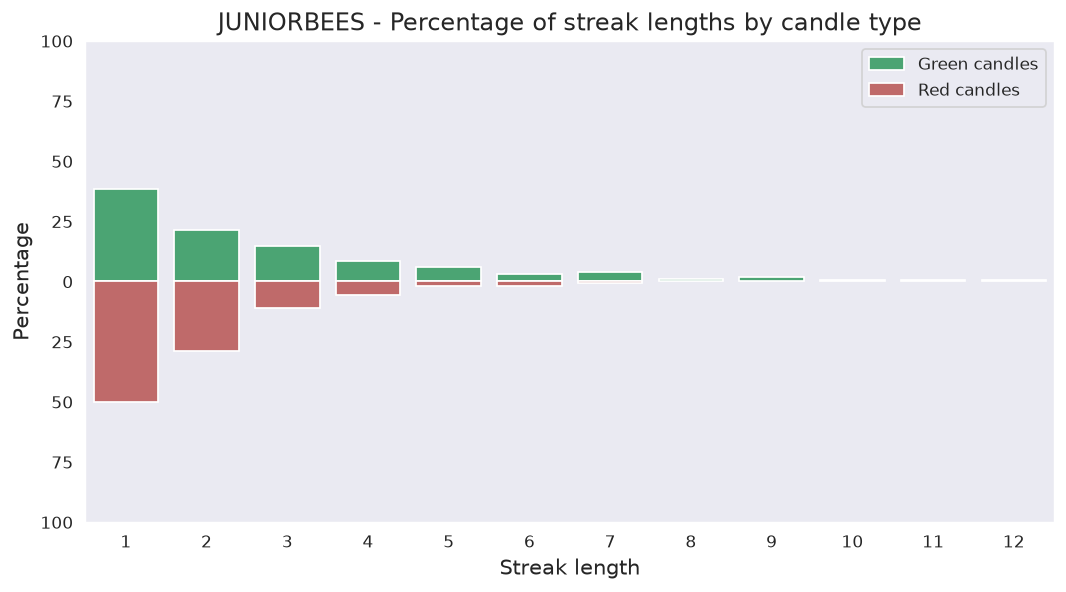 JUNIORBEES - Percentage of streak lengths by candle type
100
75
50
25
0
25
50
75
100
Percentage
Green candles
Red candles
1 2 3 4 5 6 7 8 9 10 11 12
Streak length